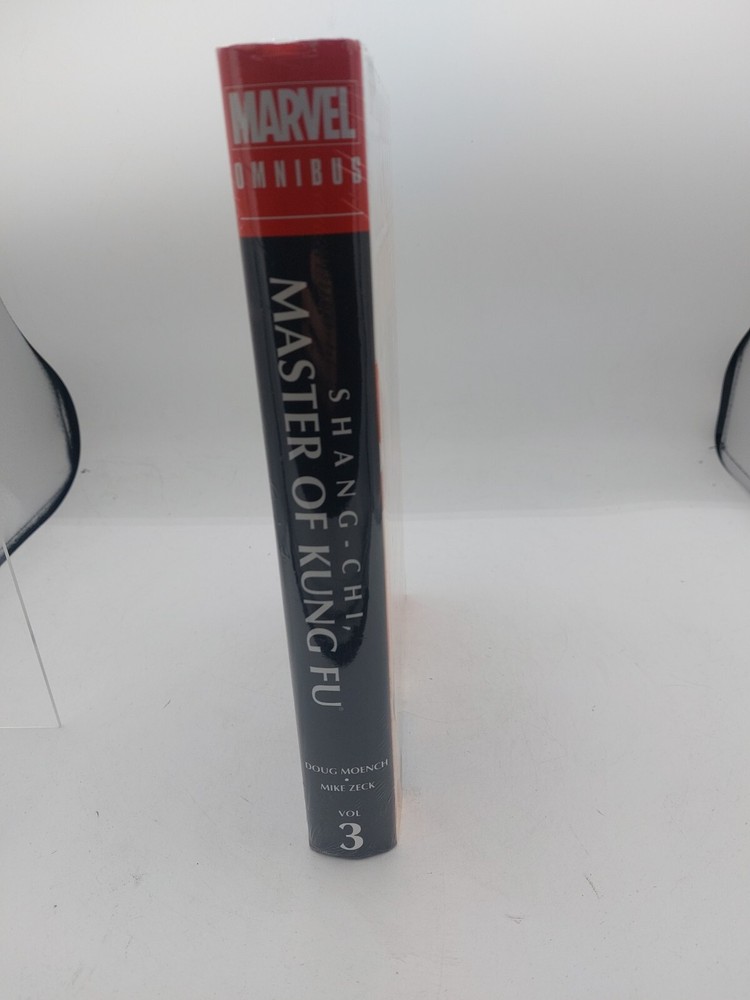 MARVEL
OMNIBUS
SHANG-CHI,
MASTER OF KUNG FU
DOUG MOENCH
•
MIKE ZECK
VOL
3